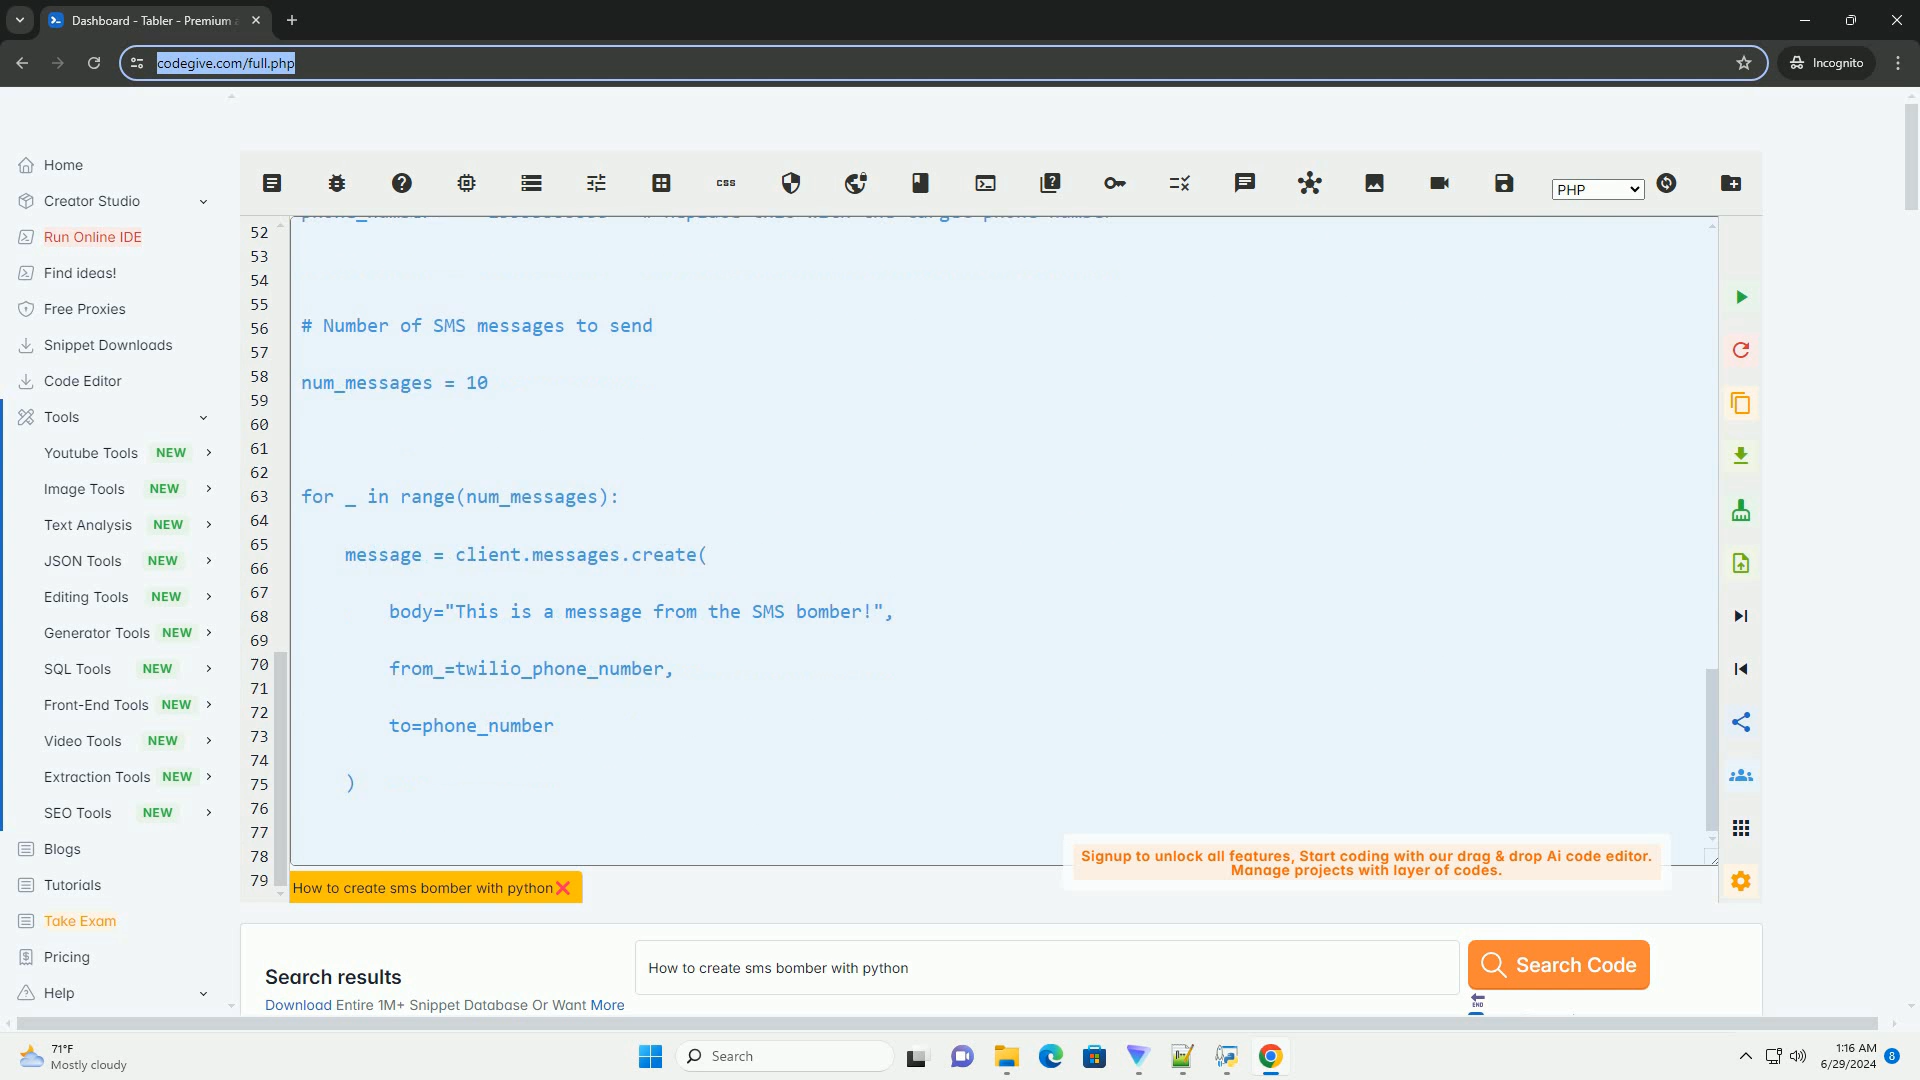 Dashboard - Tabler - Premium
codegive.com/full.php
Incognito
Home
Creator Studio
Run Online IDE
Find ideas!
Free Proxies
Snippet Downloads
Code Editor
Tools
Youtube Tools NEW
Image Tools NEW
Text Analysis NEW
JSON Tools NEW
Editing Tools NEW
Generator Tools NEW
SQL Tools NEW
Front-End Tools NEW
Video Tools NEW
Extraction Tools NEW
SEO Tools NEW
Blogs
Tutorials
Take Exam
Pricing
Help
css
PHP
52
53
54
55
56
57
58
59
60
61
62
63
64
65
66
67
68
69
70
71
72
73
74
75
76
77
78
79
# Number of SMS messages to send
num_messages = 10
for _ in range(num_messages):
message = client.messages.create(
body="This is a message from the SMS bomber!",
from_=twilio_phone_number,
to=phone_number
)
Signup to unlock all features, Start coding with our drag & drop Ai code editor.
Manage projects with layer of codes.
How to create sms bomber with python
Search results
Download Entire 1M+ Snippet Database Or Want More
How to create sms bomber with python
Search Code
END
71°F
Mostly cloudy
Search
1:16 AM
6/29/2024
8